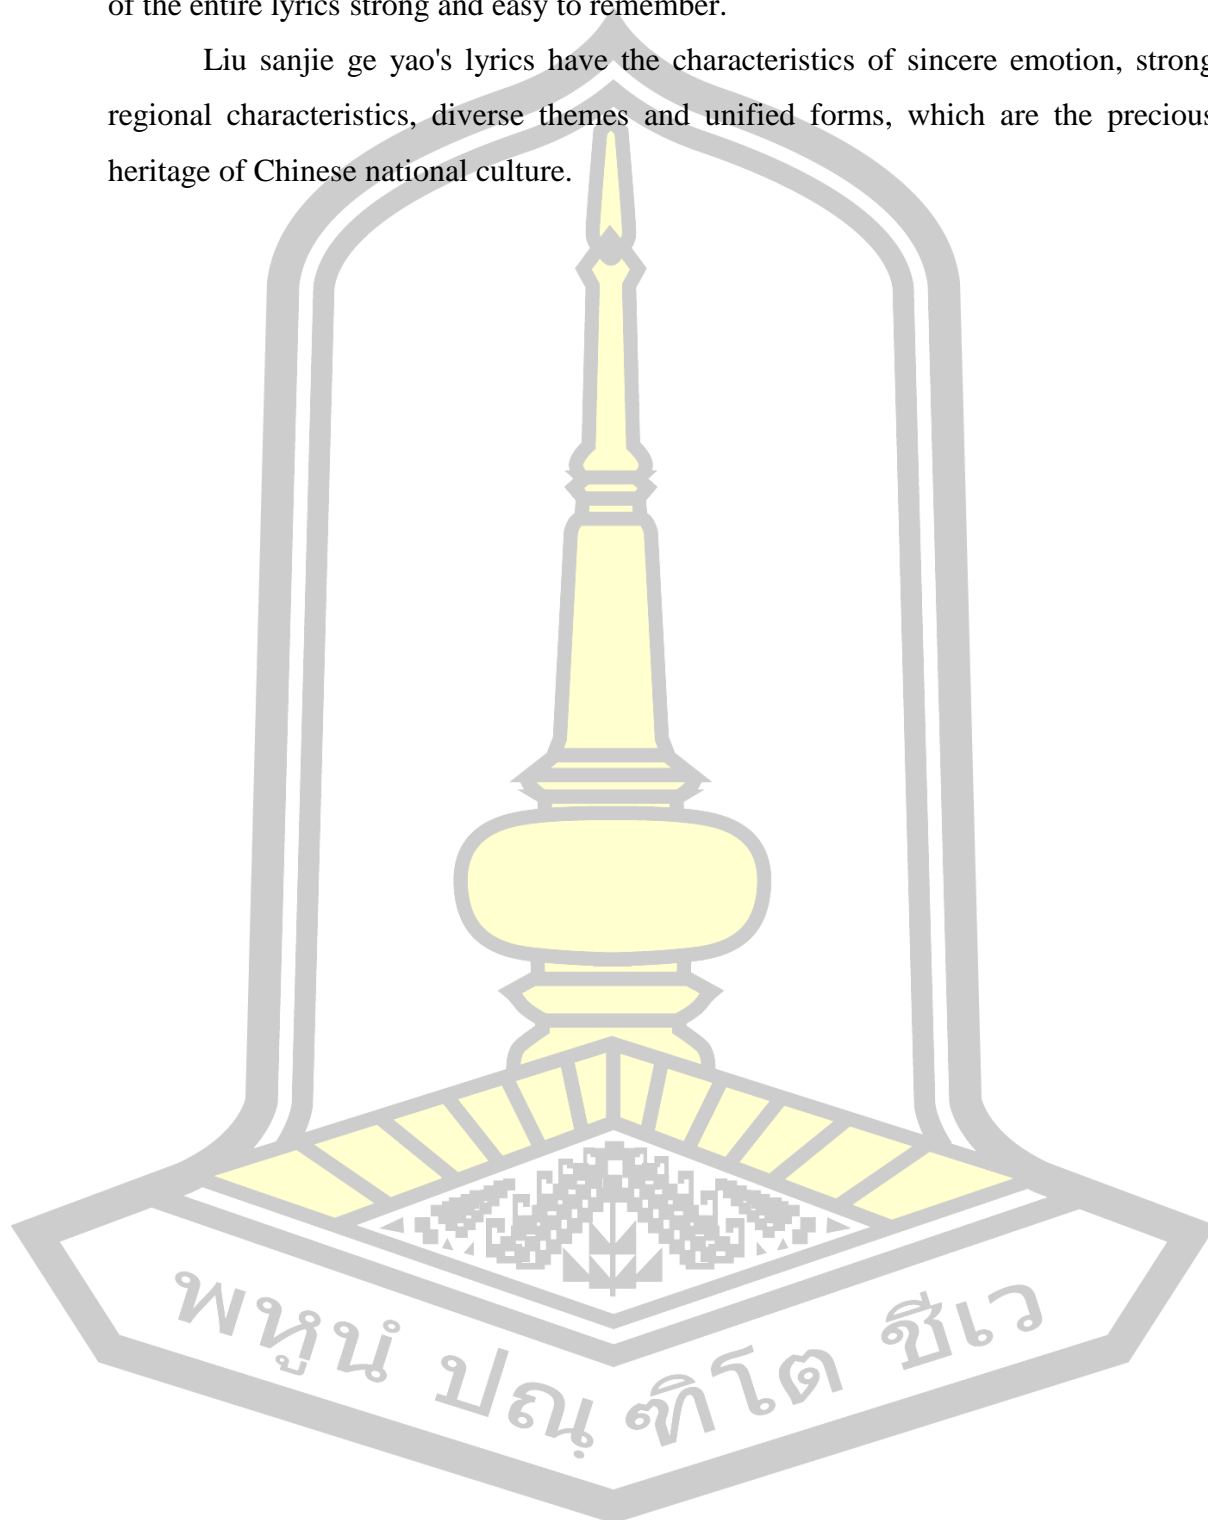 of the entire lyrics strong and easy to remember.
Liu sanjie ge yao's lyrics have the characteristics of sincere emotion, strong
regional characteristics, diverse themes and unified forms, which are the precious
heritage of Chinese national culture.
พหูนํ ปณฺฑิโต ชีเว